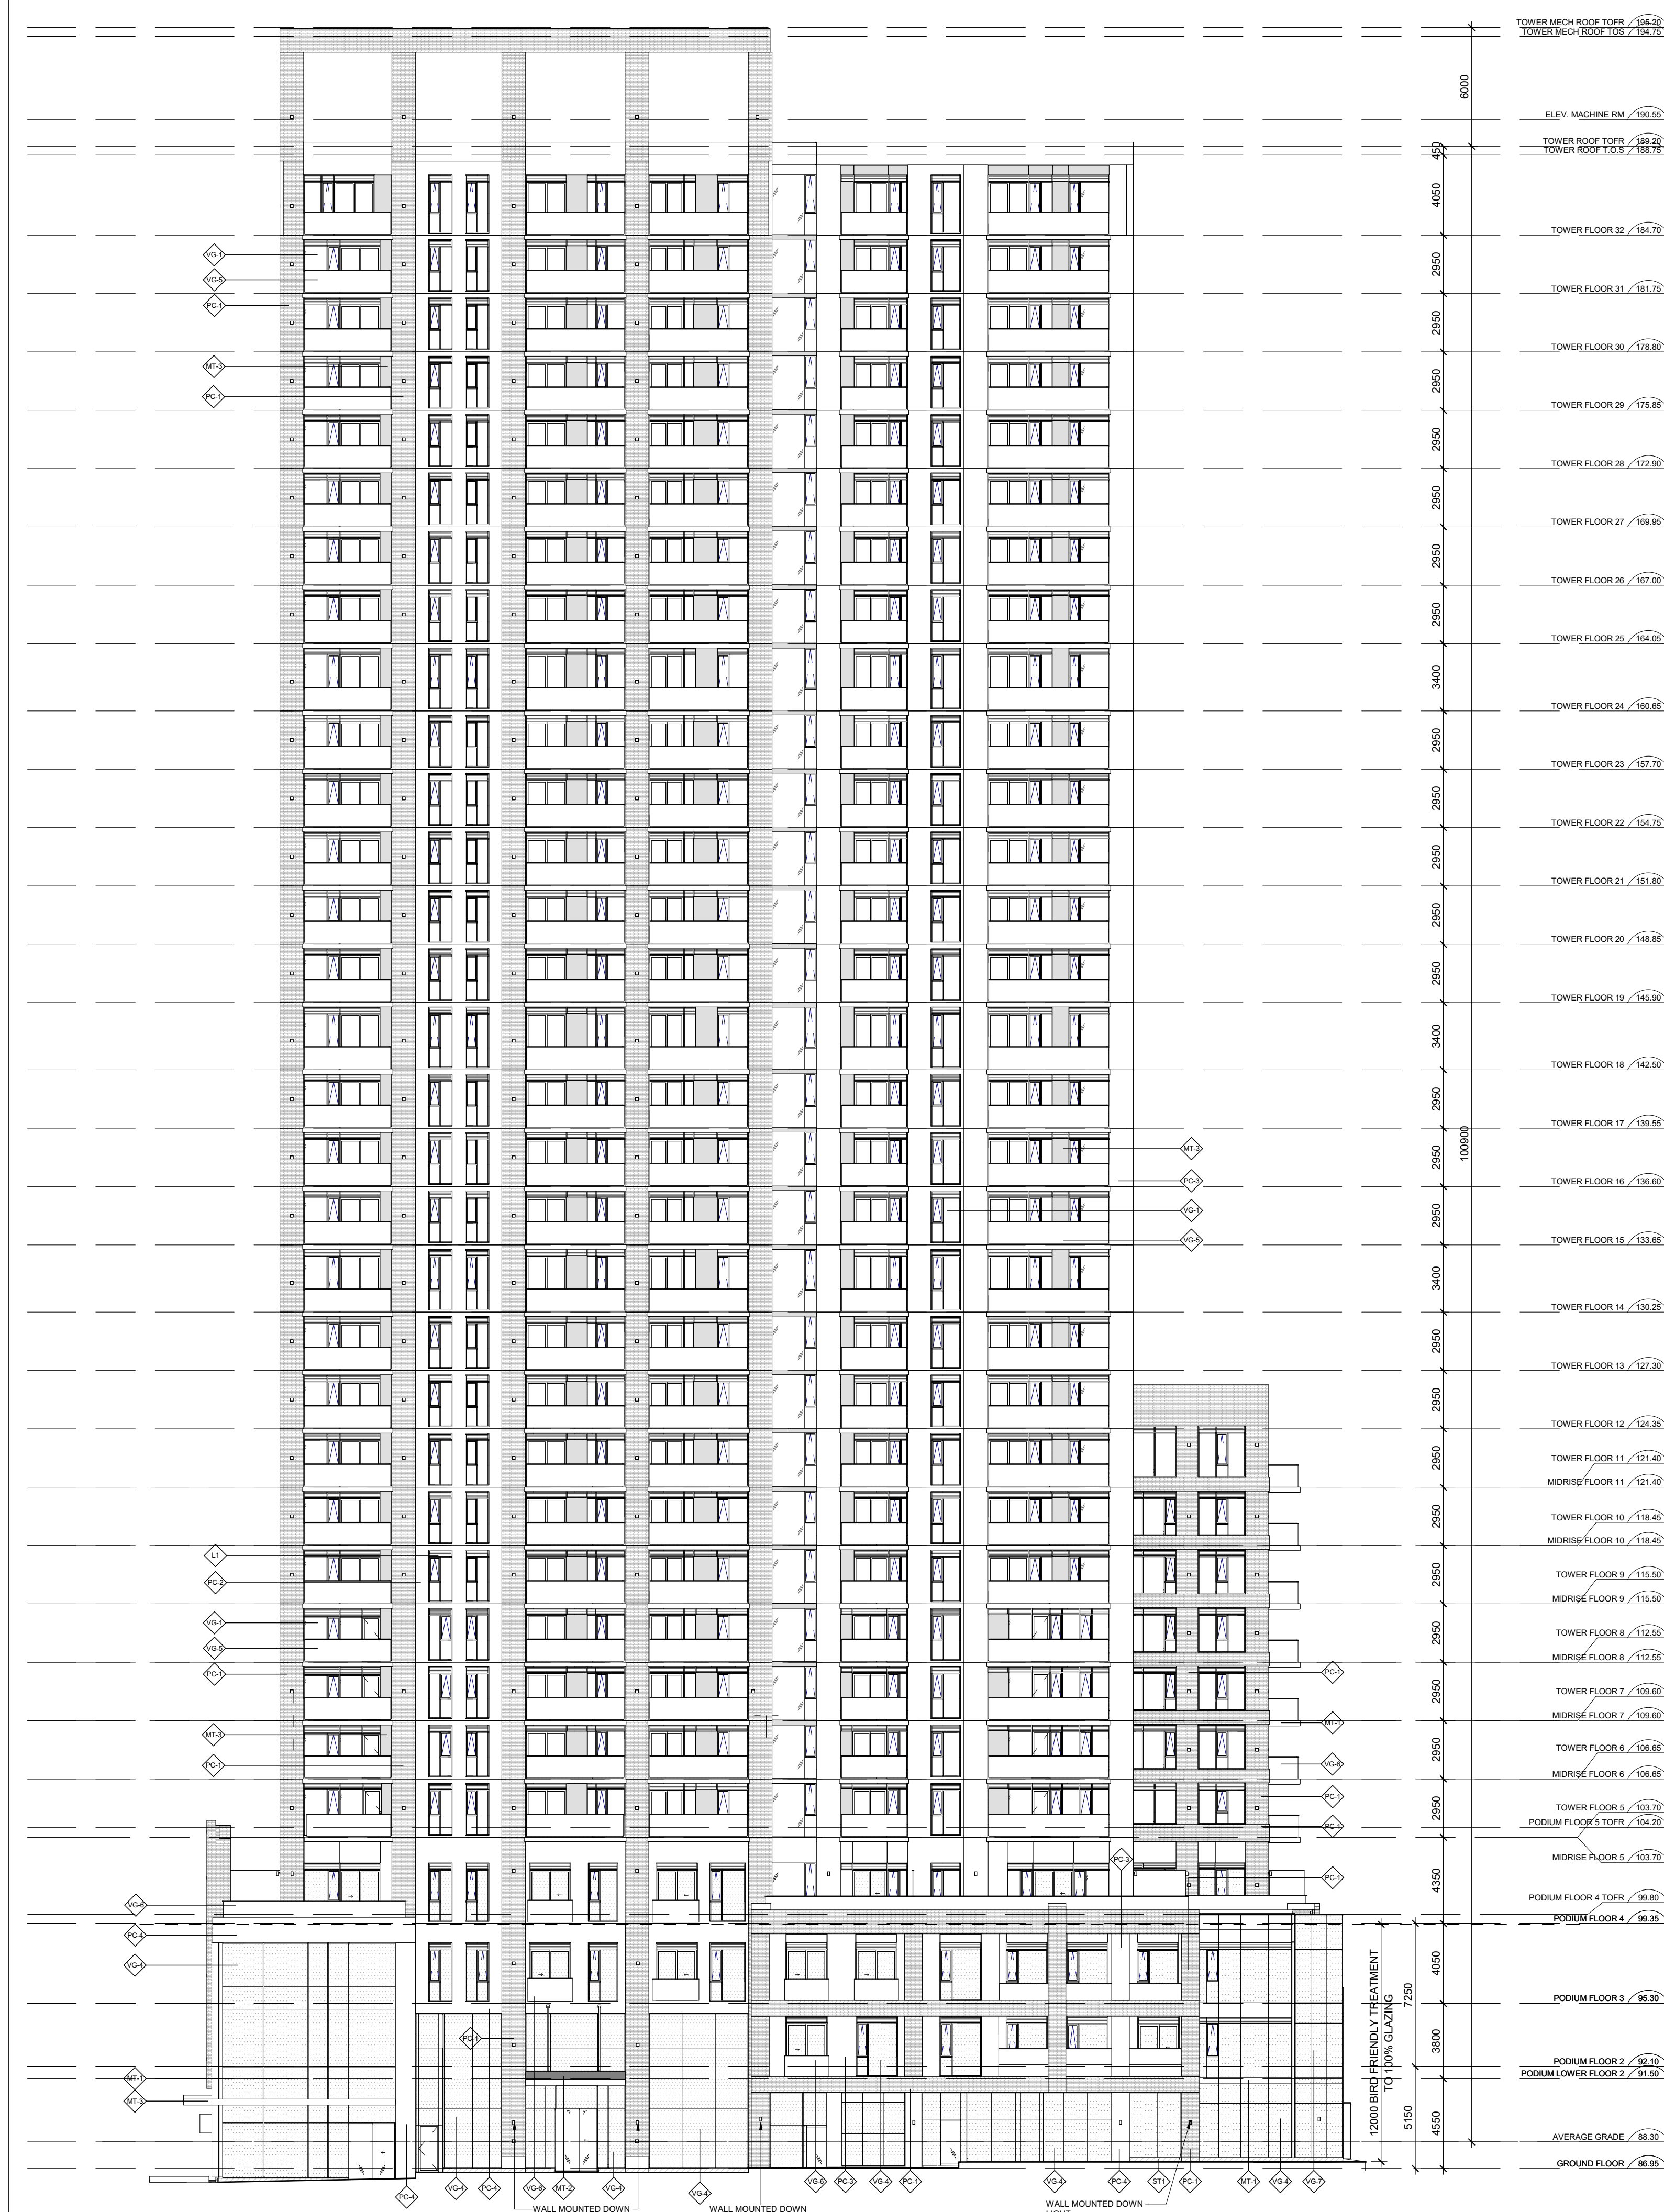 TOWER MECH ROOF TOFR 195.20
TOWER MECH ROOF TOS 194.75
6000
ELEV. MACHINE RM 190.55
TOWER ROOF TOFR 189.20
TOWER ROOF T.O.S 188.75
450
4050
TOWER FLOOR 32 184.70
VG-1
VG-5
2950
TOWER FLOOR 31 181.75
PC-1
2950
TOWER FLOOR 30 178.80
MT-3
PC-1
2950
TOWER FLOOR 29 175.85
2950
TOWER FLOOR 28 172.90
2950
TOWER FLOOR 27 169.95
2950
TOWER FLOOR 26 167.00
2950
TOWER FLOOR 25 164.05
3400
TOWER FLOOR 24 160.65
2950
TOWER FLOOR 23 157.70
2950
TOWER FLOOR 22 154.75
2950
TOWER FLOOR 21 151.80
2950
TOWER FLOOR 20 148.85
2950
TOWER FLOOR 19 145.90
3400
TOWER FLOOR 18 142.50
2950
TOWER FLOOR 17 139.55
MT-3
2950
100900
PC-3
TOWER FLOOR 16 136.60
VG-1
2950
VG-5
TOWER FLOOR 15 133.65
3400
TOWER FLOOR 14 130.25
2950
TOWER FLOOR 13 127.30
2950
TOWER FLOOR 12 124.35
2950
TOWER FLOOR 11 121.40
MIDRISE FLOOR 11 121.40
2950
TOWER FLOOR 10 118.45
MIDRISE FLOOR 10 118.45
L1
PC-2
2950
TOWER FLOOR 9 115.50
MIDRISE FLOOR 9 115.50
VG-1
VG-5
2950
TOWER FLOOR 8 112.55
MIDRISE FLOOR 8 112.55
PC-1
PC-1
2950
TOWER FLOOR 7 109.60
MIDRISE FLOOR 7 109.60
MT-3
MT-1
PC-1
VG-6
2950
TOWER FLOOR 6 106.65
MIDRISE FLOOR 6 106.65
PC-1
2950
TOWER FLOOR 5 103.70
PC-1
PODIUM FLOOR 5 TOFR 104.20
PC-3
MIDRISE FLOOR 5 103.70
PC-1
4350
VG-6
PODIUM FLOOR 4 TOFR 99.80
PODIUM FLOOR 4 99.35
PC-4
VG-4
12000 BIRD FRIENDLY TREATMENT
TO 100% GLAZING
7250
4050
PODIUM FLOOR 3 95.30
PC-1
3800
PODIUM FLOOR 2 92.10
PODIUM LOWER FLOOR 2 91.50
MT-1
MT-3
5150
4550
AVERAGE GRADE 88.30
GROUND FLOOR 86.95
PC-4
VG-4
PC-4
VG-6
MT-2
VG-4
VG-4
VG-6
PC-3
VG-4
PC-1
VG-4
PC-4
ST1
PC-1
MT-1
VG-4
VG-7
WALL MOUNTED DOWN
WALL MOUNTED DOWN
WALL MOUNTED DOWN